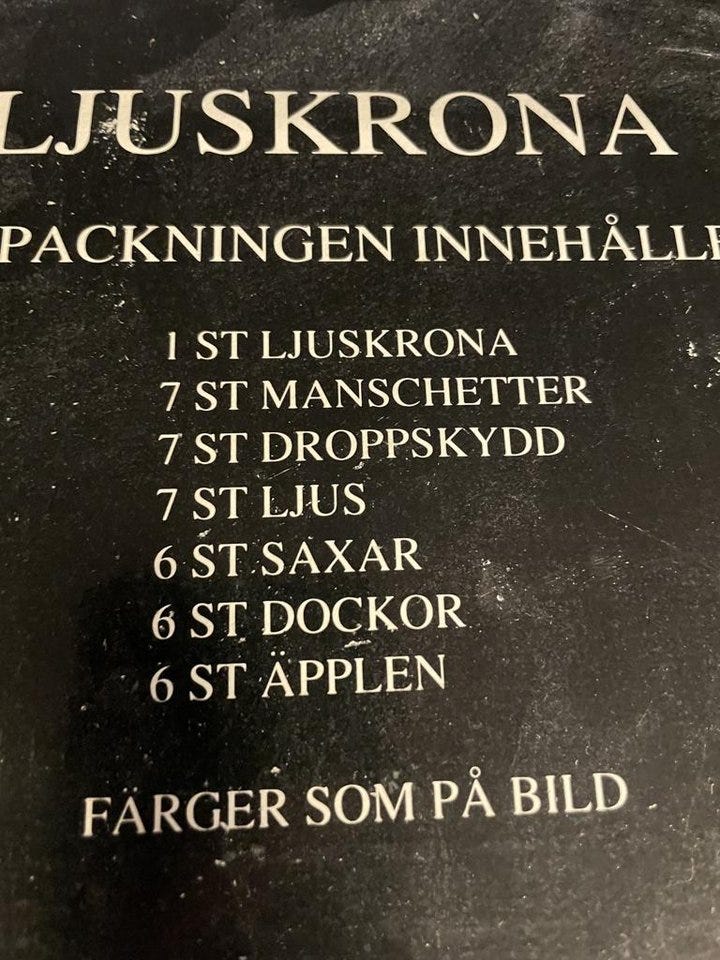 LJUSKRONA
PACKNINGEN INNEHÅLLE
1 ST LJUSKRONA
7 ST MANSCHETTER
7 ST DROPPSKYDD
7 ST LJUS
6 ST SAXAR
6 ST DOCKOR
6 ST ÄPPLEN
FÄRGER SOM PÅ BILD